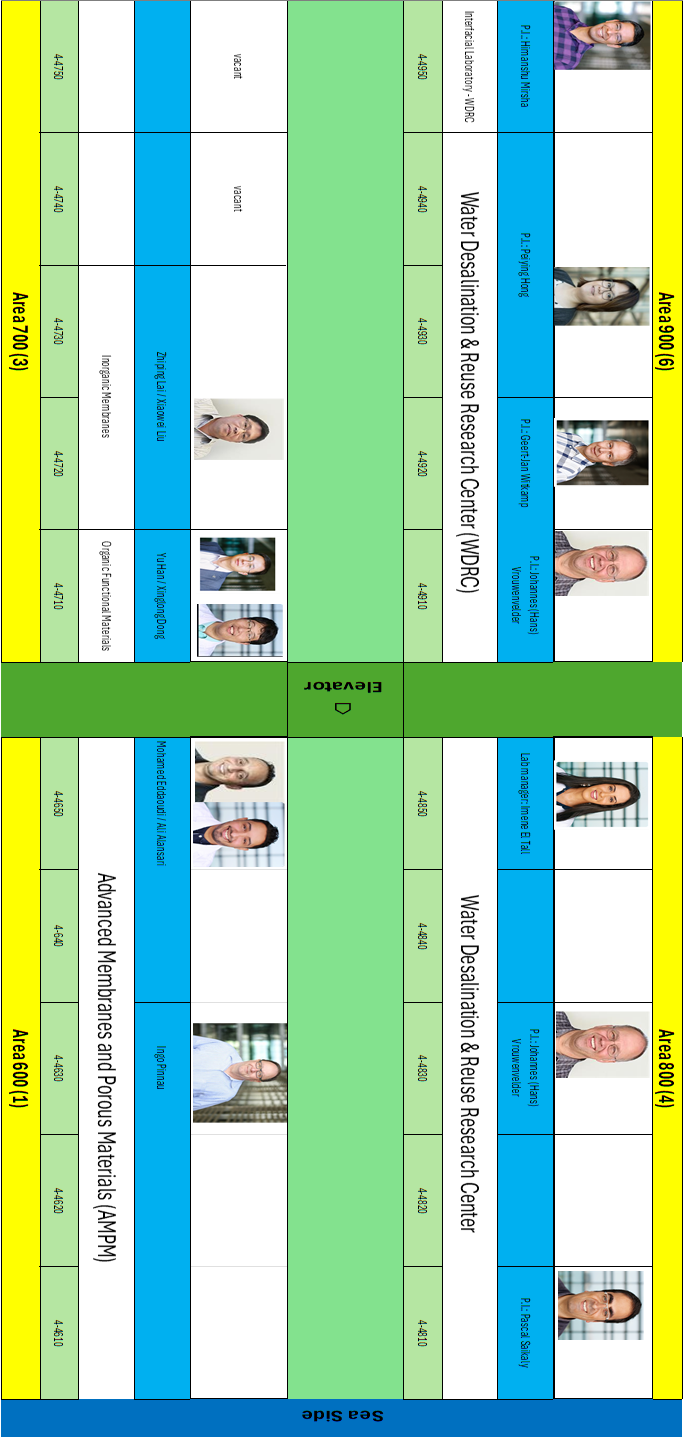 Area 900 (6)
P.I.: Himanshu Mirsha
P.I.: Peiying Hong
P.I.: Geert-Jan Witkamp
P.I.: Johannes (Hans)
Vrouwenvelder
Interfacial Laboratory - WDRC
Water Desalination & Reuse Research Center (WDRC)
4-4950
4-4940
4-4930
4-4920
4-4910
vacant
vacant
Zhiping Lai / Xiaowei Liu
Yu Han / Xinglong Dong
Inorganic Membranes
Organic Functional Materials
4-4750
4-4740
4-4730
4-4720
4-4710
Area 700 (3)
Elevator
Area 800 (4)
Lab manager: Imene El Tall
P.I.: Johannes (Hans)
Vrouwenvelder
P.I.: Pascal Saikaly
Water Desalination & Reuse Research Center
4-4850
4-4840
4-4830
4-4820
4-4810
Mohamed Eddaoudi / Ali Alansari
Ingo Pinnau
Advanced Membranes and Porous Materials (AMPM)
4-4650
4-640
4-4630
4-4620
4-4610
Area 600 (1)
Sea Side